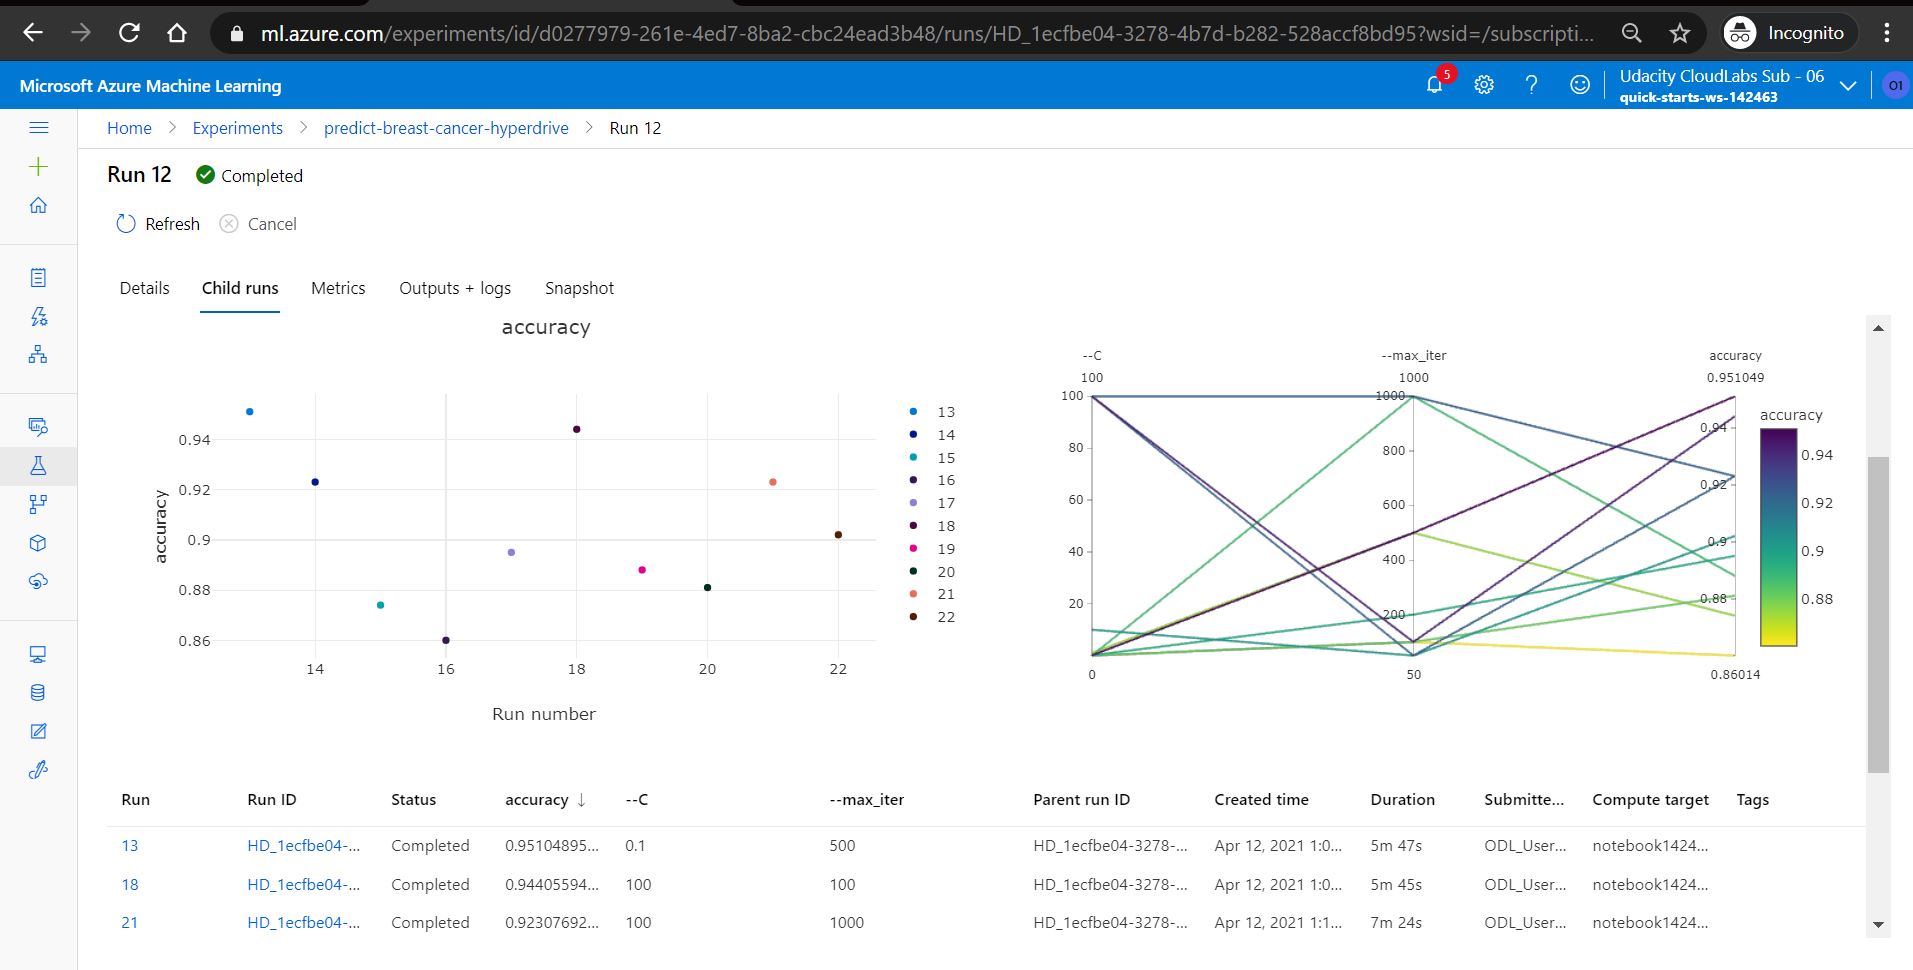 ml.azure.com/experiments/id/d0277979-261e-4ed7-8ba2-cbc24ead3b48/runs/HD_1ecfbe04-3278-4b7d-b282-528accf8bd95?wsid=/subscripti... Incognito
Microsoft Azure Machine Learning 5 ? Udacity CloudLabs Sub - 06 O1
quick-starts-ws-142463
Home > Experiments > predict-breast-cancer-hyperdrive > Run 12
Run 12 Completed
Refresh Cancel
Details Child runs Metrics Outputs + logs Snapshot
accuracy
accuracy
0.94
0.92
0.9
0.88
0.86
14 16 18 20 22
Run number
13
14
15
16
17
18
19
20
21
22
--C --max_iter accuracy
100 1000 0.951049
100
80
60
40
20
0
1000
800
600
400
200
50
0.94
0.92
0.9
0.88
0.86014
accuracy
0.94
0.92
0.9
0.88
Run Run ID Status accuracy ↓ --C --max_iter Parent run ID Created time Duration Submitte... Compute target Tags
13 HD_1ecfbe04-... Completed 0.95104895... 0.1 500 HD_1ecfbe04-3278-... Apr 12, 2021 1:0... 5m 47s ODL_User... notebook1424...
18 HD_1ecfbe04-... Completed 0.94405594... 100 100 HD_1ecfbe04-3278-... Apr 12, 2021 1:0... 5m 45s ODL_User... notebook1424...
21 HD_1ecfbe04-... Completed 0.92307692... 100 1000 HD_1ecfbe04-3278-... Apr 12, 2021 1:1... 7m 24s ODL_User... notebook1424...